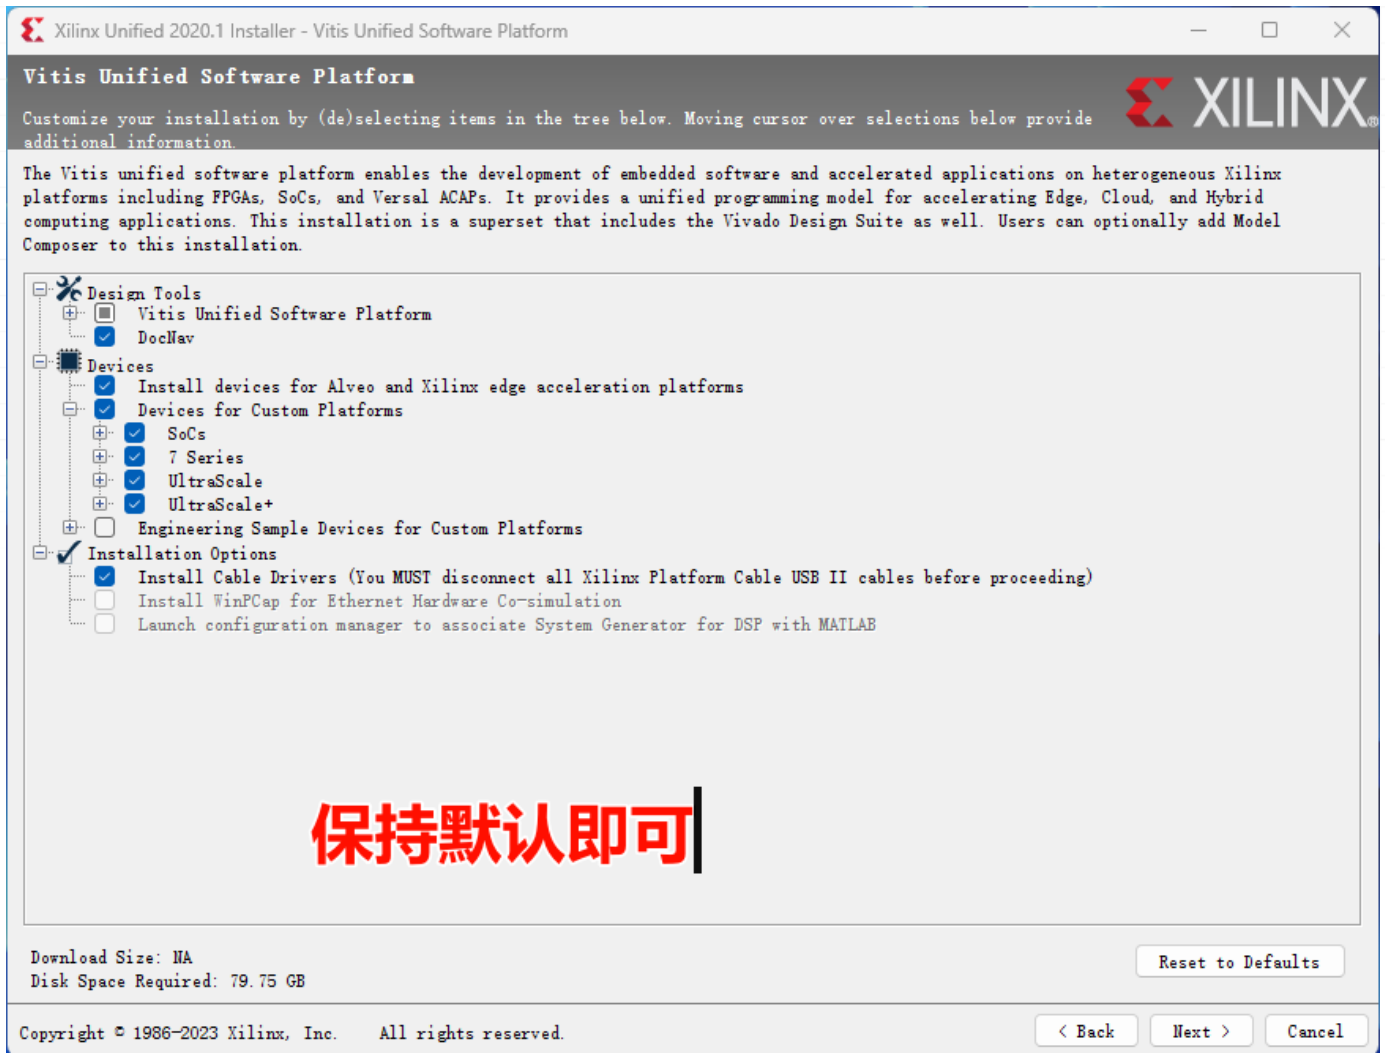 Xilinx Unified 2020.1 Installer - Vitis Unified Software Platform
Vitis Unified Software Platform
Customize your installation by (de)selecting items in the tree below. Moving cursor over selections below provide
additional information.
XILINX®
The Vitis unified software platform enables the development of embedded software and accelerated applications on heterogeneous Xilinx
platforms including FPGAs, SoCs, and Versal ACAPs. It provides a unified programming model for accelerating Edge, Cloud, and Hybrid
computing applications. This installation is a superset that includes the Vivado Design Suite as well. Users can optionally add Model
Composer to this installation.
Design Tools
Vitis Unified Software Platform
DocNav
Devices
Install devices for Alveo and Xilinx edge acceleration platforms
Devices for Custom Platforms
SoCs
7 Series
UltraScale
UltraScale+
Engineering Sample Devices for Custom Platforms
Installation Options
Install Cable Drivers (You MUST disconnect all Xilinx Platform Cable USB II cables before proceeding)
Install WinPCap for Ethernet Hardware Co-simulation
Launch configuration manager to associate System Generator for DSP with MATLAB
保持默认即可
Download Size: NA
Disk Space Required: 79.75 GB
Reset to Defaults
Copyright © 1986-2023 Xilinx, Inc. All rights reserved.
< Back
Next >
Cancel